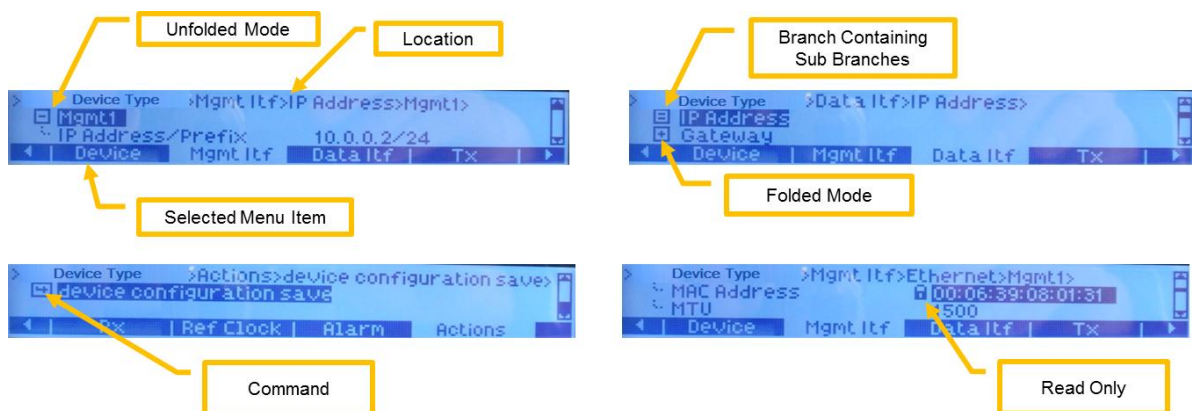 Unfolded Mode
Location
> Device Type >Mgmt Itf>IP Address>Mgmt1>
Mgmt1
IP Address/Prefix 10.0.0.2/24
Device | Mgmt Itf | Data Itf | Tx
Selected Menu Item
Branch Containing
Sub Branches
> Device Type >Data Itf>IP Address>
IP Address
Gateway
Device | Mgmt Itf | Data Itf | Tx
Folded Mode
> Device Type >Actions>device configuration save>
device configuration save
Rx | Ref Clock | Alarm | Actions
Command
> Device Type >Mgmt Itf>Ethernet>Mgmt1>
MAC Address 00:06:39:08:01:31
MTU 1500
Device | Mgmt Itf | Data Itf | Tx
Read Only